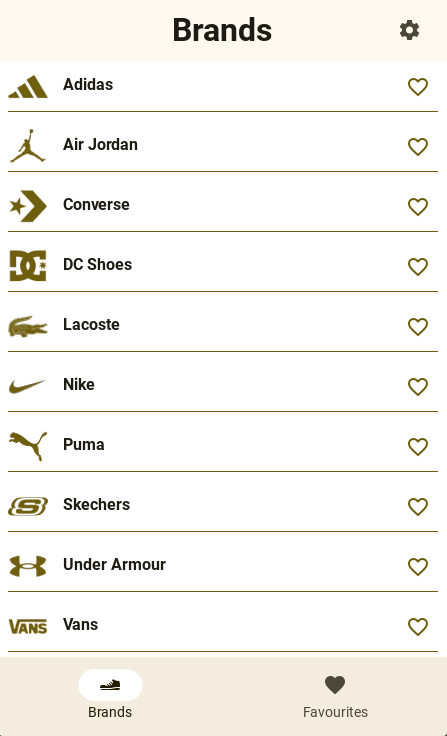 Brands
Adidas
Air Jordan
Converse
DC Shoes
Lacoste
Nike
Puma
Skechers
Under Armour
VANS Vans
Brands Favourites